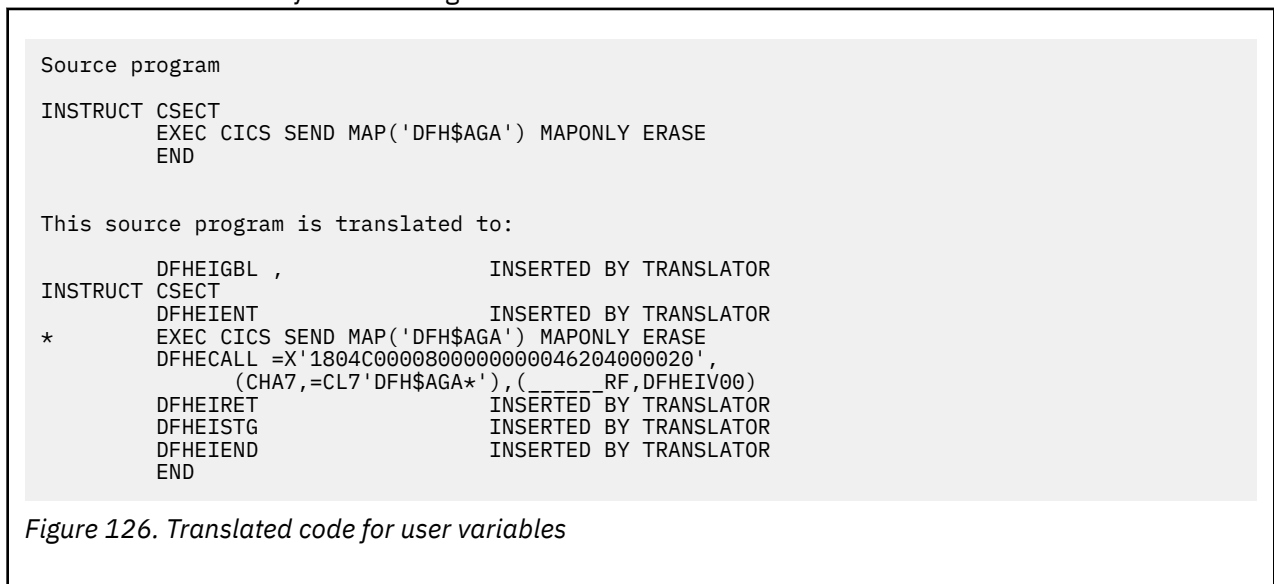 Source program
INSTRUCT CSECT
EXEC CICS SEND MAP('DFH$AGA') MAPONLY ERASE
END
This source program is translated to:
DFHEIGBL , INSERTED BY TRANSLATOR
INSTRUCT CSECT
DFHEIENT INSERTED BY TRANSLATOR
* EXEC CICS SEND MAP('DFH$AGA') MAPONLY ERASE
DFHECALL =X'1804C0000800000000046204000020',
(CHA7,=CL7'DFH$AGA*'),(______RF,DFHEIV00)
DFHEIRET INSERTED BY TRANSLATOR
DFHEISTG INSERTED BY TRANSLATOR
DFHEIEND INSERTED BY TRANSLATOR
END
Figure 126. Translated code for user variables